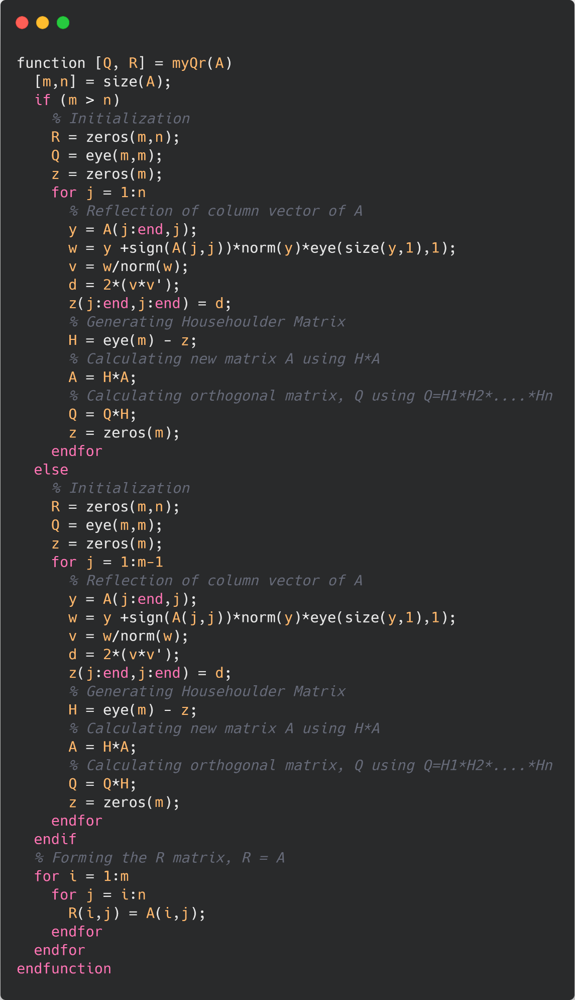 function [Q, R] = myQr(A)
  [m,n] = size(A);
  if (m > n)
    % Initialization
    R = zeros(m,n);
    Q = eye(m,m);
    z = zeros(m);
    for j = 1:n
      % Reflection of column vector of A
      y = A(j:end,j);
      w = y +sign(A(j,j))*norm(y)*eye(size(y,1),1);
      v = w/norm(w);
      d = 2*(v*v');
      z(j:end,j:end) = d;
      % Generating Househoulder Matrix
      H = eye(m) - z;
      % Calculating new matrix A using H*A
      A = H*A;
      % Calculating orthogonal matrix, Q using Q=H1*H2*....*Hn
      Q = Q*H;
      z = zeros(m);
    endfor
  else
    % Initialization
    R = zeros(m,n);
    Q = eye(m,m);
    z = zeros(m);
    for j = 1:m-1
      % Reflection of column vector of A
      y = A(j:end,j);
      w = y +sign(A(j,j))*norm(y)*eye(size(y,1),1);
      v = w/norm(w);
      d = 2*(v*v');
      z(j:end,j:end) = d;
      % Generating Househoulder Matrix
      H = eye(m) - z;
      % Calculating new matrix A using H*A
      A = H*A;
      % Calculating orthogonal matrix, Q using Q=H1*H2*....*Hn
      Q = Q*H;
      z = zeros(m);
    endfor
  endif
  % Forming the R matrix, R = A
  for i = 1:m
    for j = i:n
      R(i,j) = A(i,j);
    endfor
  endfor
endfunction